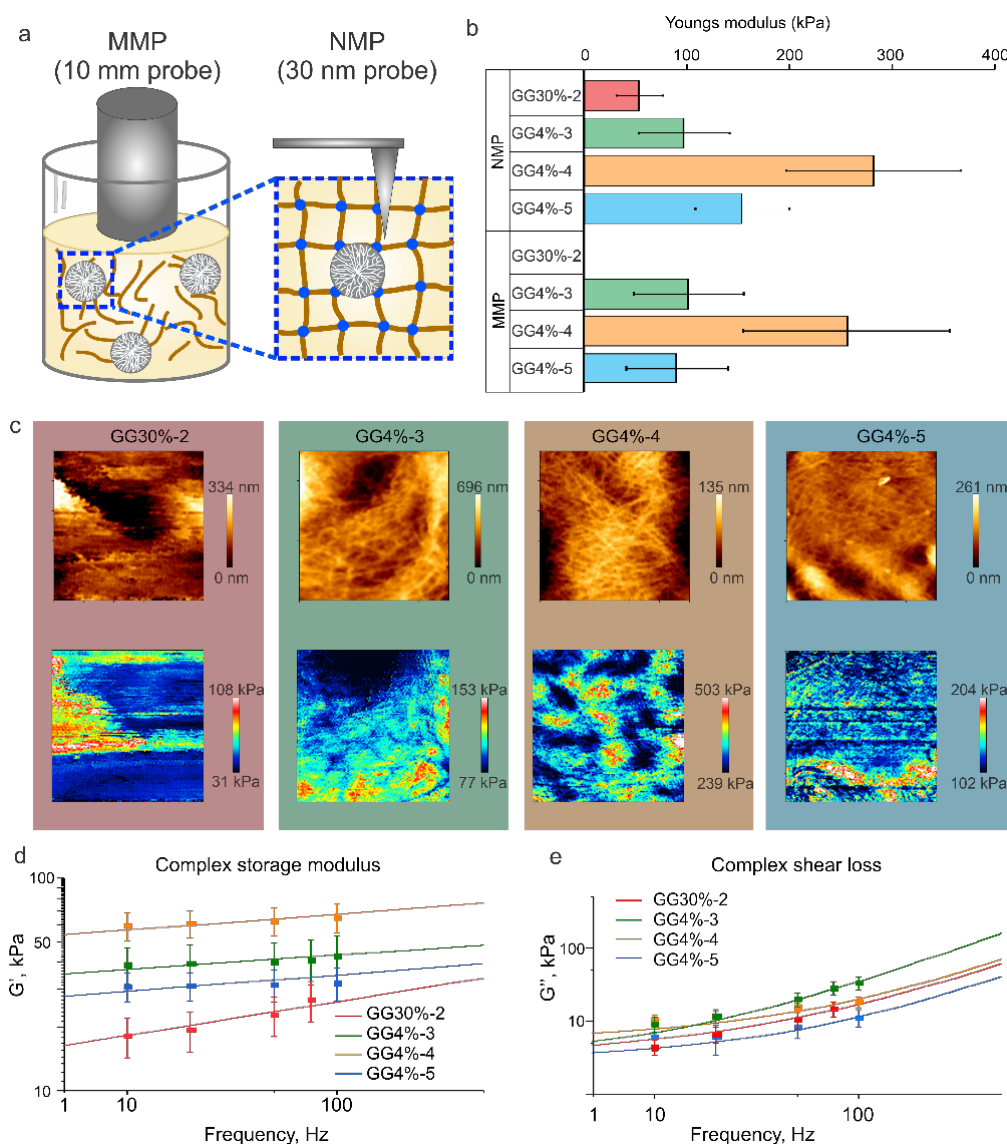 a
MMP
(10 mm probe)
NMP
(30 nm probe)
b
Youngs modulus (kPa)
0 100 200 300 400
NMP
GG30%-2
GG4%-3
GG4%-4
GG4%-5
MMP
GG30%-2
GG4%-3
GG4%-4
GG4%-5
c
GG30%-2
334 nm
0 nm
108 kPa
31 kPa
GG4%-3
696 nm
0 nm
153 kPa
77 kPa
GG4%-4
135 nm
0 nm
503 kPa
239 kPa
GG4%-5
261 nm
0 nm
204 kPa
102 kPa
d
Complex storage modulus
G', kPa
100
50
10
1 10 100
Frequency, Hz
GG30%-2
GG4%-3
GG4%-4
GG4%-5
e
Complex shear loss
G'', kPa
100
10
1 10 100
Frequency, Hz
GG30%-2
GG4%-3
GG4%-4
GG4%-5